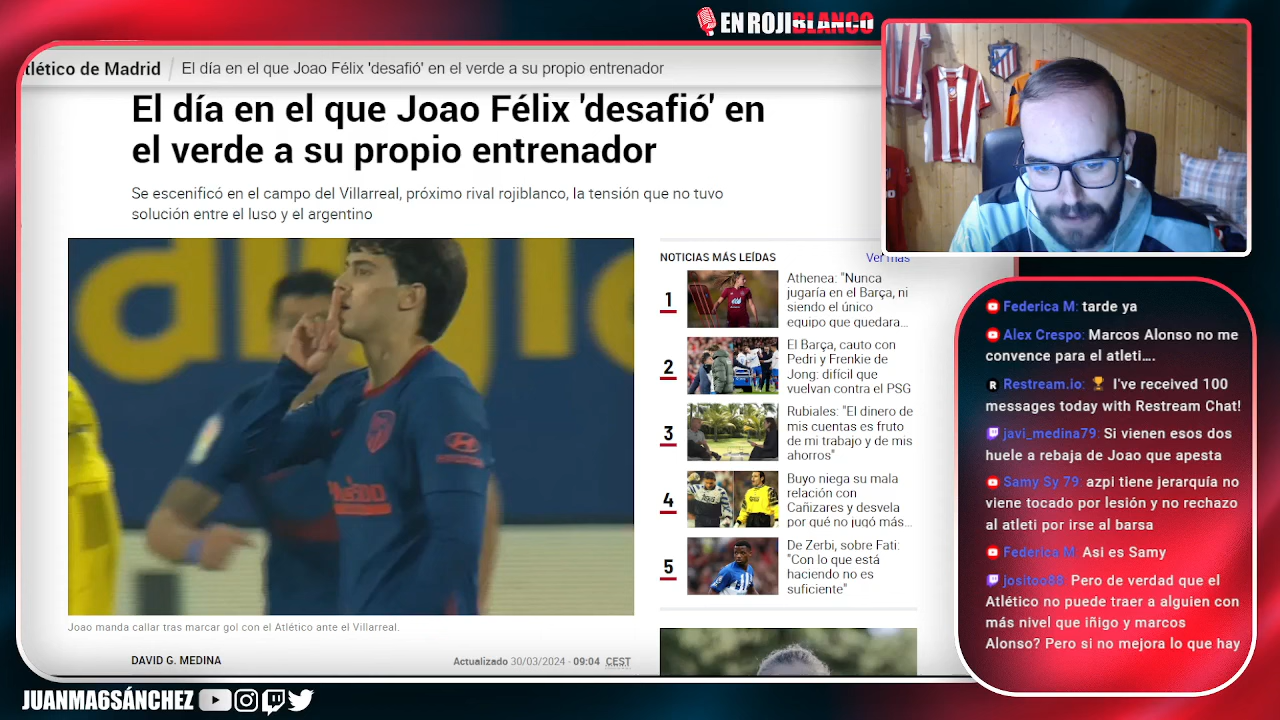 EN ROJIBLANCO
tlético de Madrid
El día en el que Joao Félix 'desafió' en el verde a su propio entrenador
El día en el que Joao Félix 'desafió' en
el verde a su propio entrenador
Se escenificó en el campo del Villarreal, próximo rival rojiblanco, la tensión que no tuvo
solución entre el luso y el argentino
HYUNDAI
Joao manda callar tras marcar gol con el Atlético ante el Villarreal.
DAVID G. MEDINA
Actualizado 30/03/2024 - 09:04 CEST
NOTICIAS MÁS LEÍDAS
Ver más
1
Athenea: "Nunca
jugaría en el Barça, ni
siendo el único
equipo que quedara...
2
El Barça, cauto con
Pedri y Frenkie de
Jong: difícil que
vuelvan contra el PSG
3
Rubiales: "El dinero de
mis cuentas es fruto
de mi trabajo y de mis
ahorros"
4
Buyo niega su mala
relación con
Cañizares y desvela
por qué no jugó más...
5
De Zerbi, sobre Fati:
"Con lo que está
haciendo no es
suficiente"
Federica M: tarde ya
Alex Crespo: Marcos Alonso no me
convence para el atleti....
Restream.io: 🏆 I've received 100
messages today with Restream Chat!
javi_medina79: Si vienen esos dos
huele a rebaja de Joao que apesta
Samy Sy 79: azpi tiene jerarquía no
viene tocado por lesión y no rechazo
al atleti por irse al barsa
Federica M: Asi es Samy
jositoo88: Pero de verdad que el
Atlético no puede traer a alguien con
más nivel que iñigo y marcos
Alonso? Pero si no mejora lo que hay
JUANMA6SÁNCHEZ